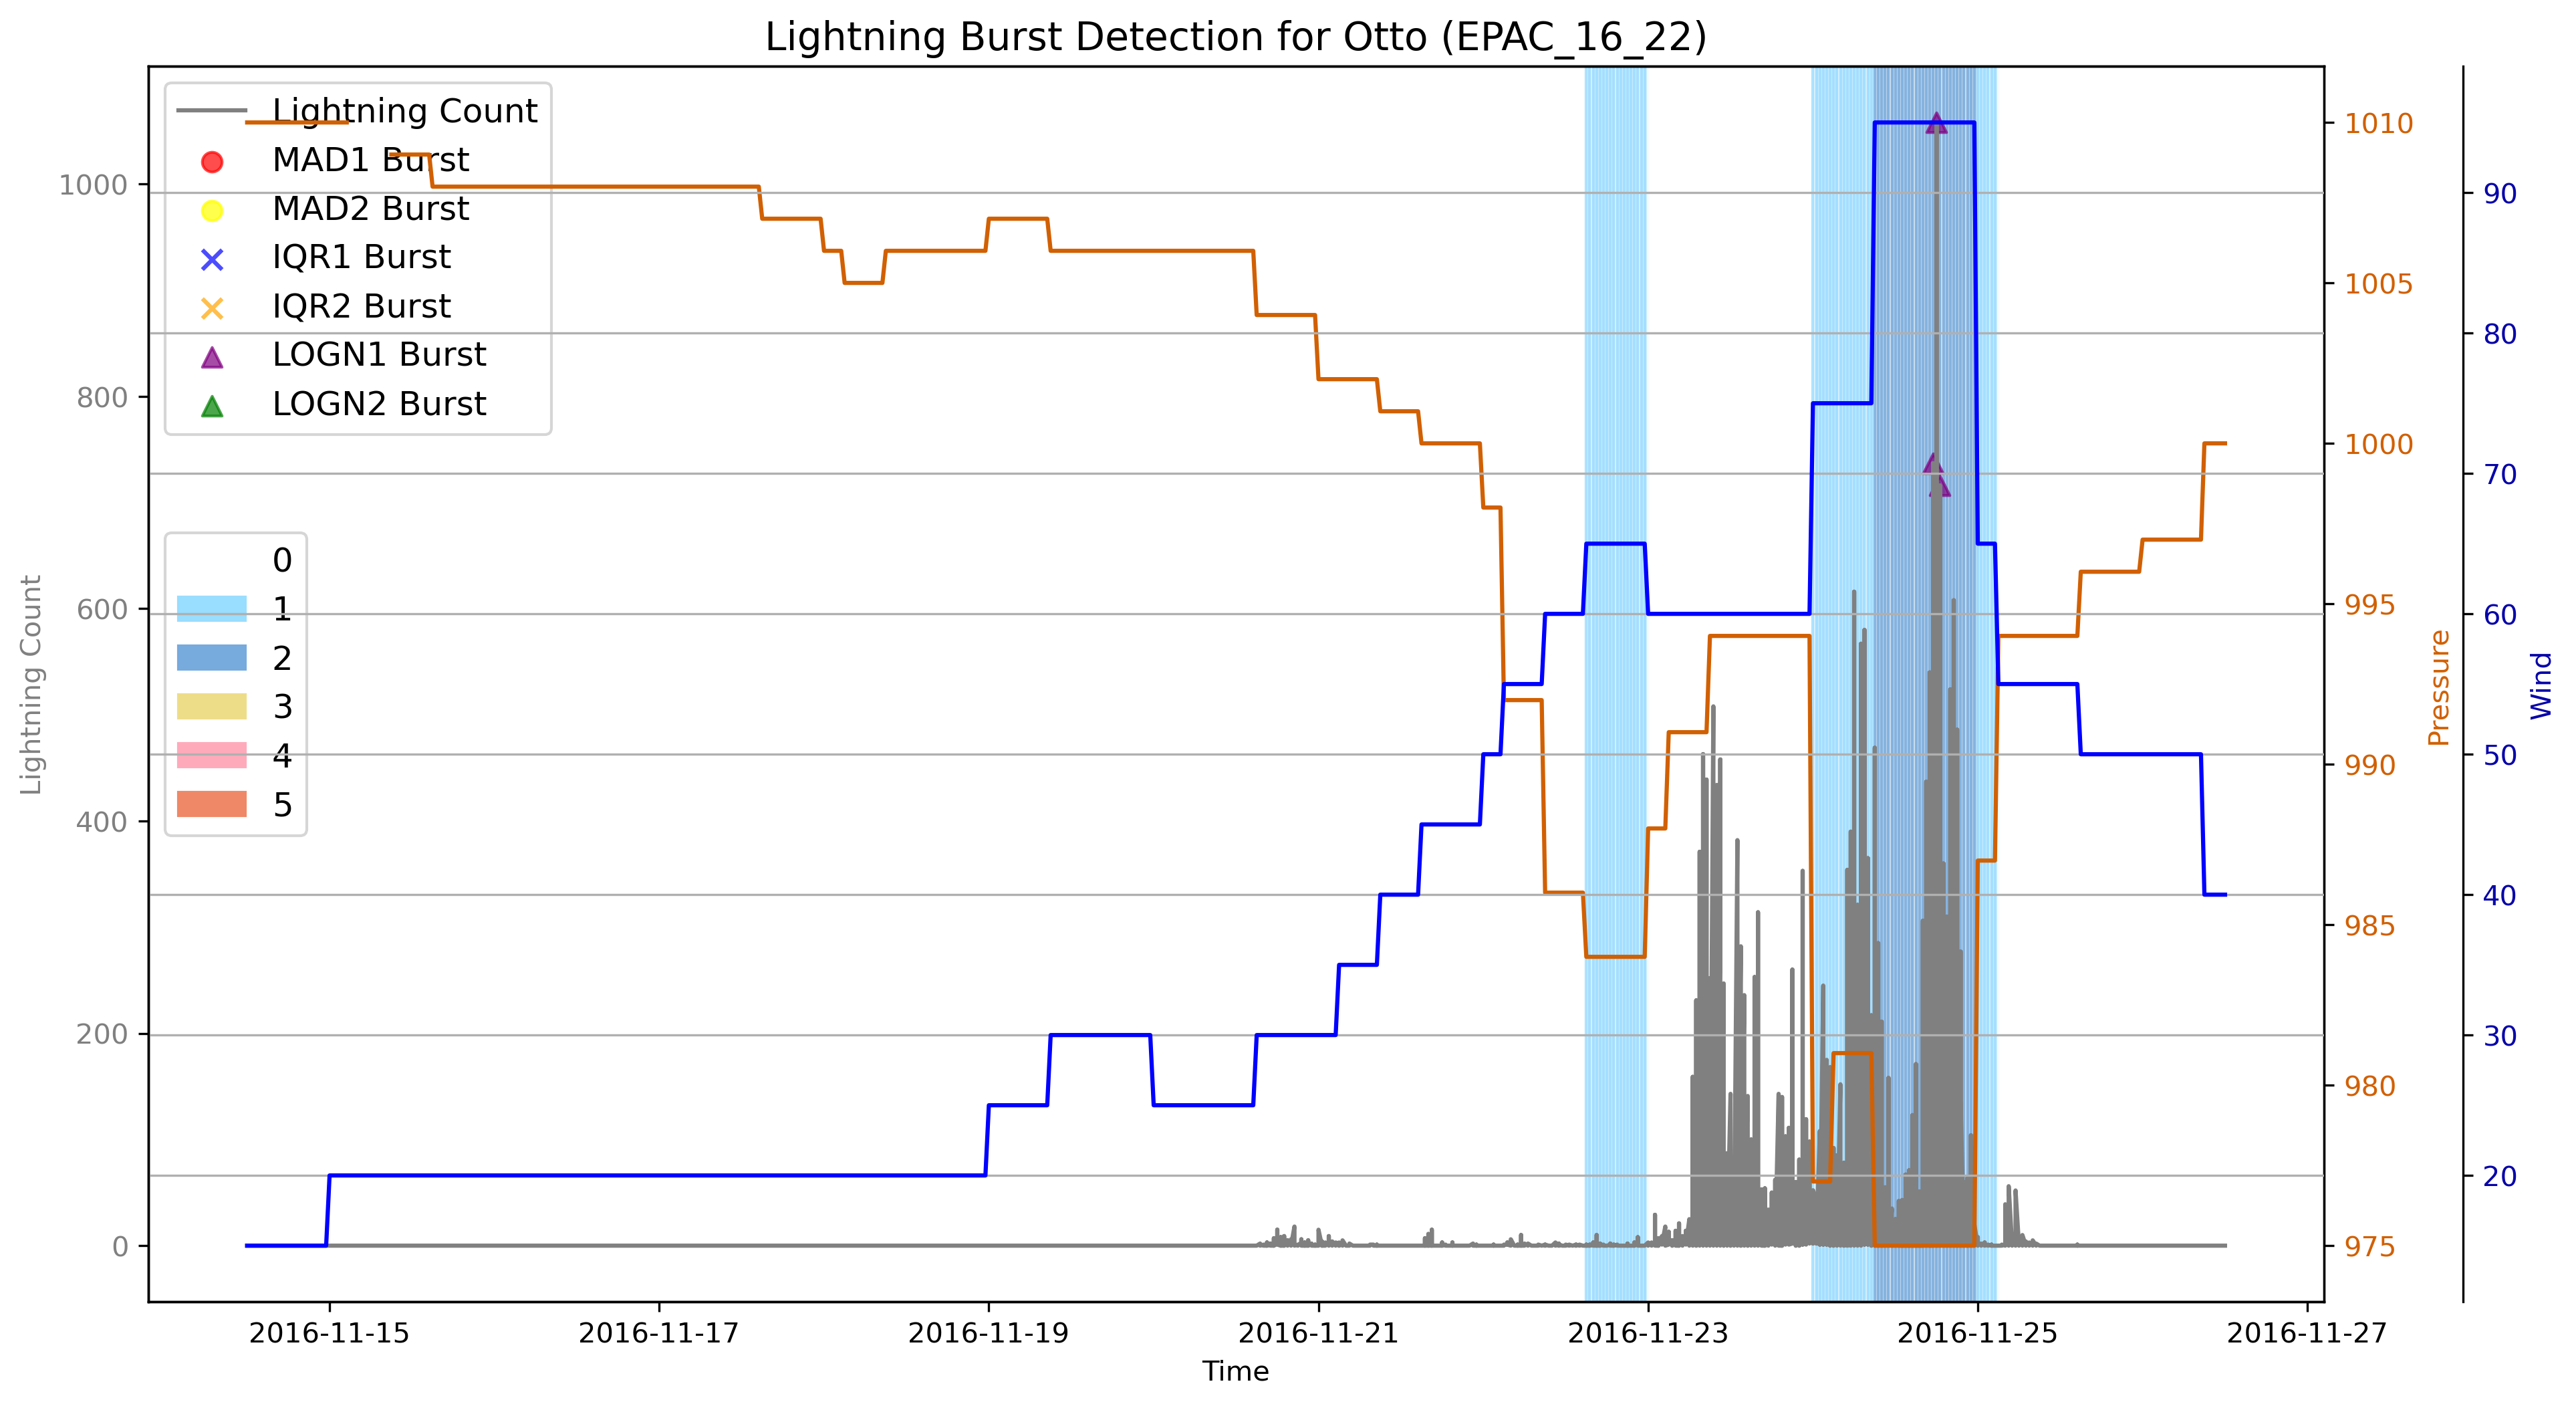 Lightning Burst Detection for Otto (EPAC_16_22)
Lightning Count
MAD1 Burst
MAD2 Burst
IQR1 Burst
IQR2 Burst
LOGN1 Burst
LOGN2 Burst
0
1
2
3
4
5
Lightning Count
1000
800
600
400
200
0
1010
1005
1000
995
990
985
980
975
Pressure
90
80
70
60
50
40
30
20
Wind
2016-11-15
2016-11-17
2016-11-19
2016-11-21
2016-11-23
2016-11-25
2016-11-27
Time